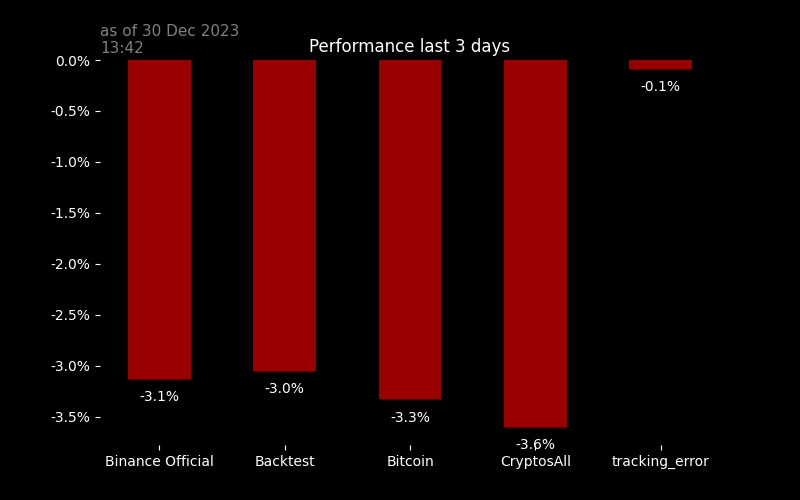 as of 30 Dec 2023
13:42
Performance last 3 days
0.0%
-0.5%
-1.0%
-1.5%
-2.0%
-2.5%
-3.0%
-3.5%
-3.1%
-3.0%
-3.3%
-3.6%
-0.1%
Binance Official
Backtest
Bitcoin
CryptosAll
tracking_error